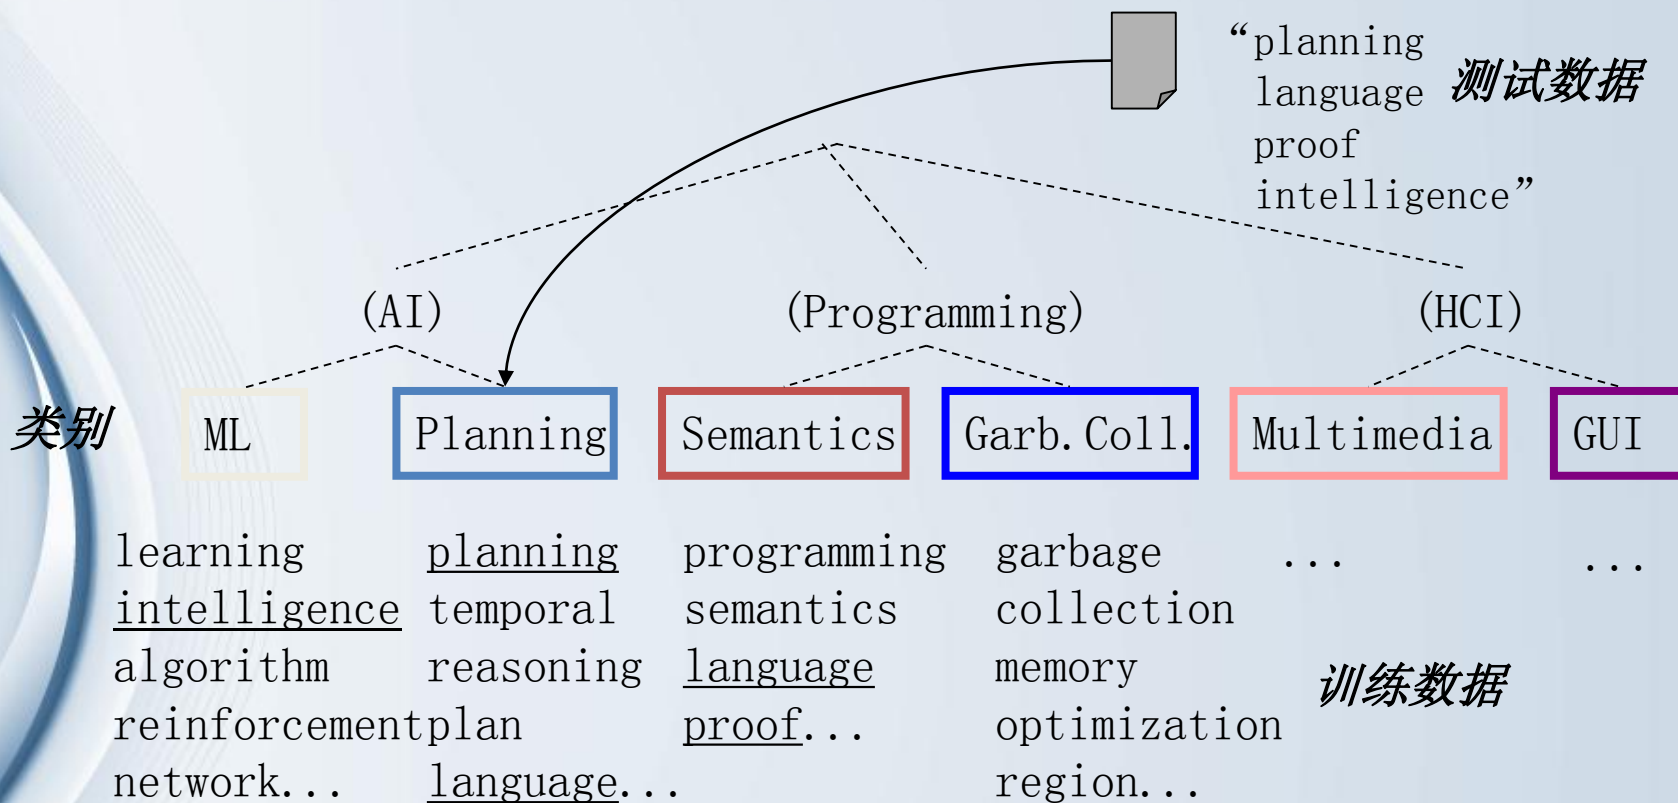 “planning
language
proof
intelligence”
测试数据
(AI)
(Programming)
(HCI)
类别
ML
Planning
Semantics
Garb.Coll.
Multimedia
GUI
learning
intelligence
algorithm
reinforcement
network...
planning
temporal
reasoning
plan
language...
programming
semantics
language
proof...
garbage
collection
memory
optimization
region...
...
...
训练数据